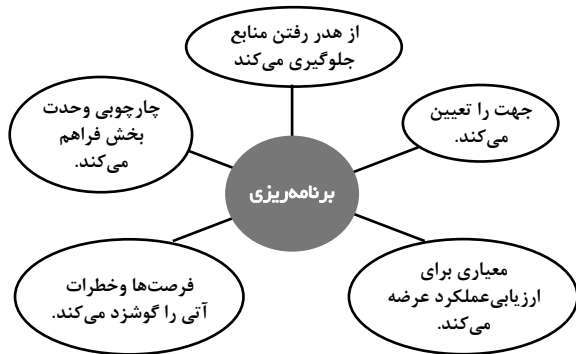 از هدر رفتن منابع
جلوگیری می‌کند
جهت را تعیین
می‌کند.
چارچوبی وحدت
بخش فراهم
می‌کند.
برنامه‌ریزی
معیاری برای
ارزیابی‌عملکرد عرضه
می‌کند.
فرصت‌ها وخطرات
آتی را گوشزد می‌کند.